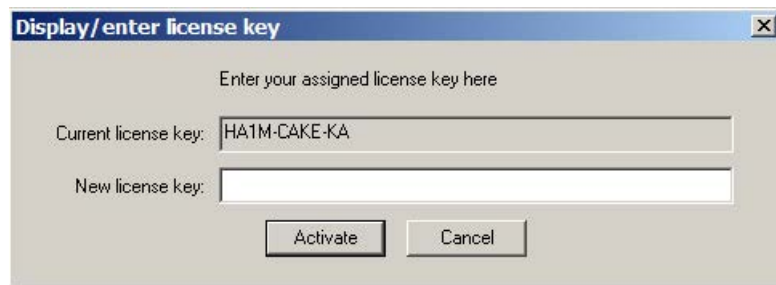 Display/enter license key
Enter your assigned license key here
Current license key: HA1M-CAKE-KA
New license key:
Activate Cancel